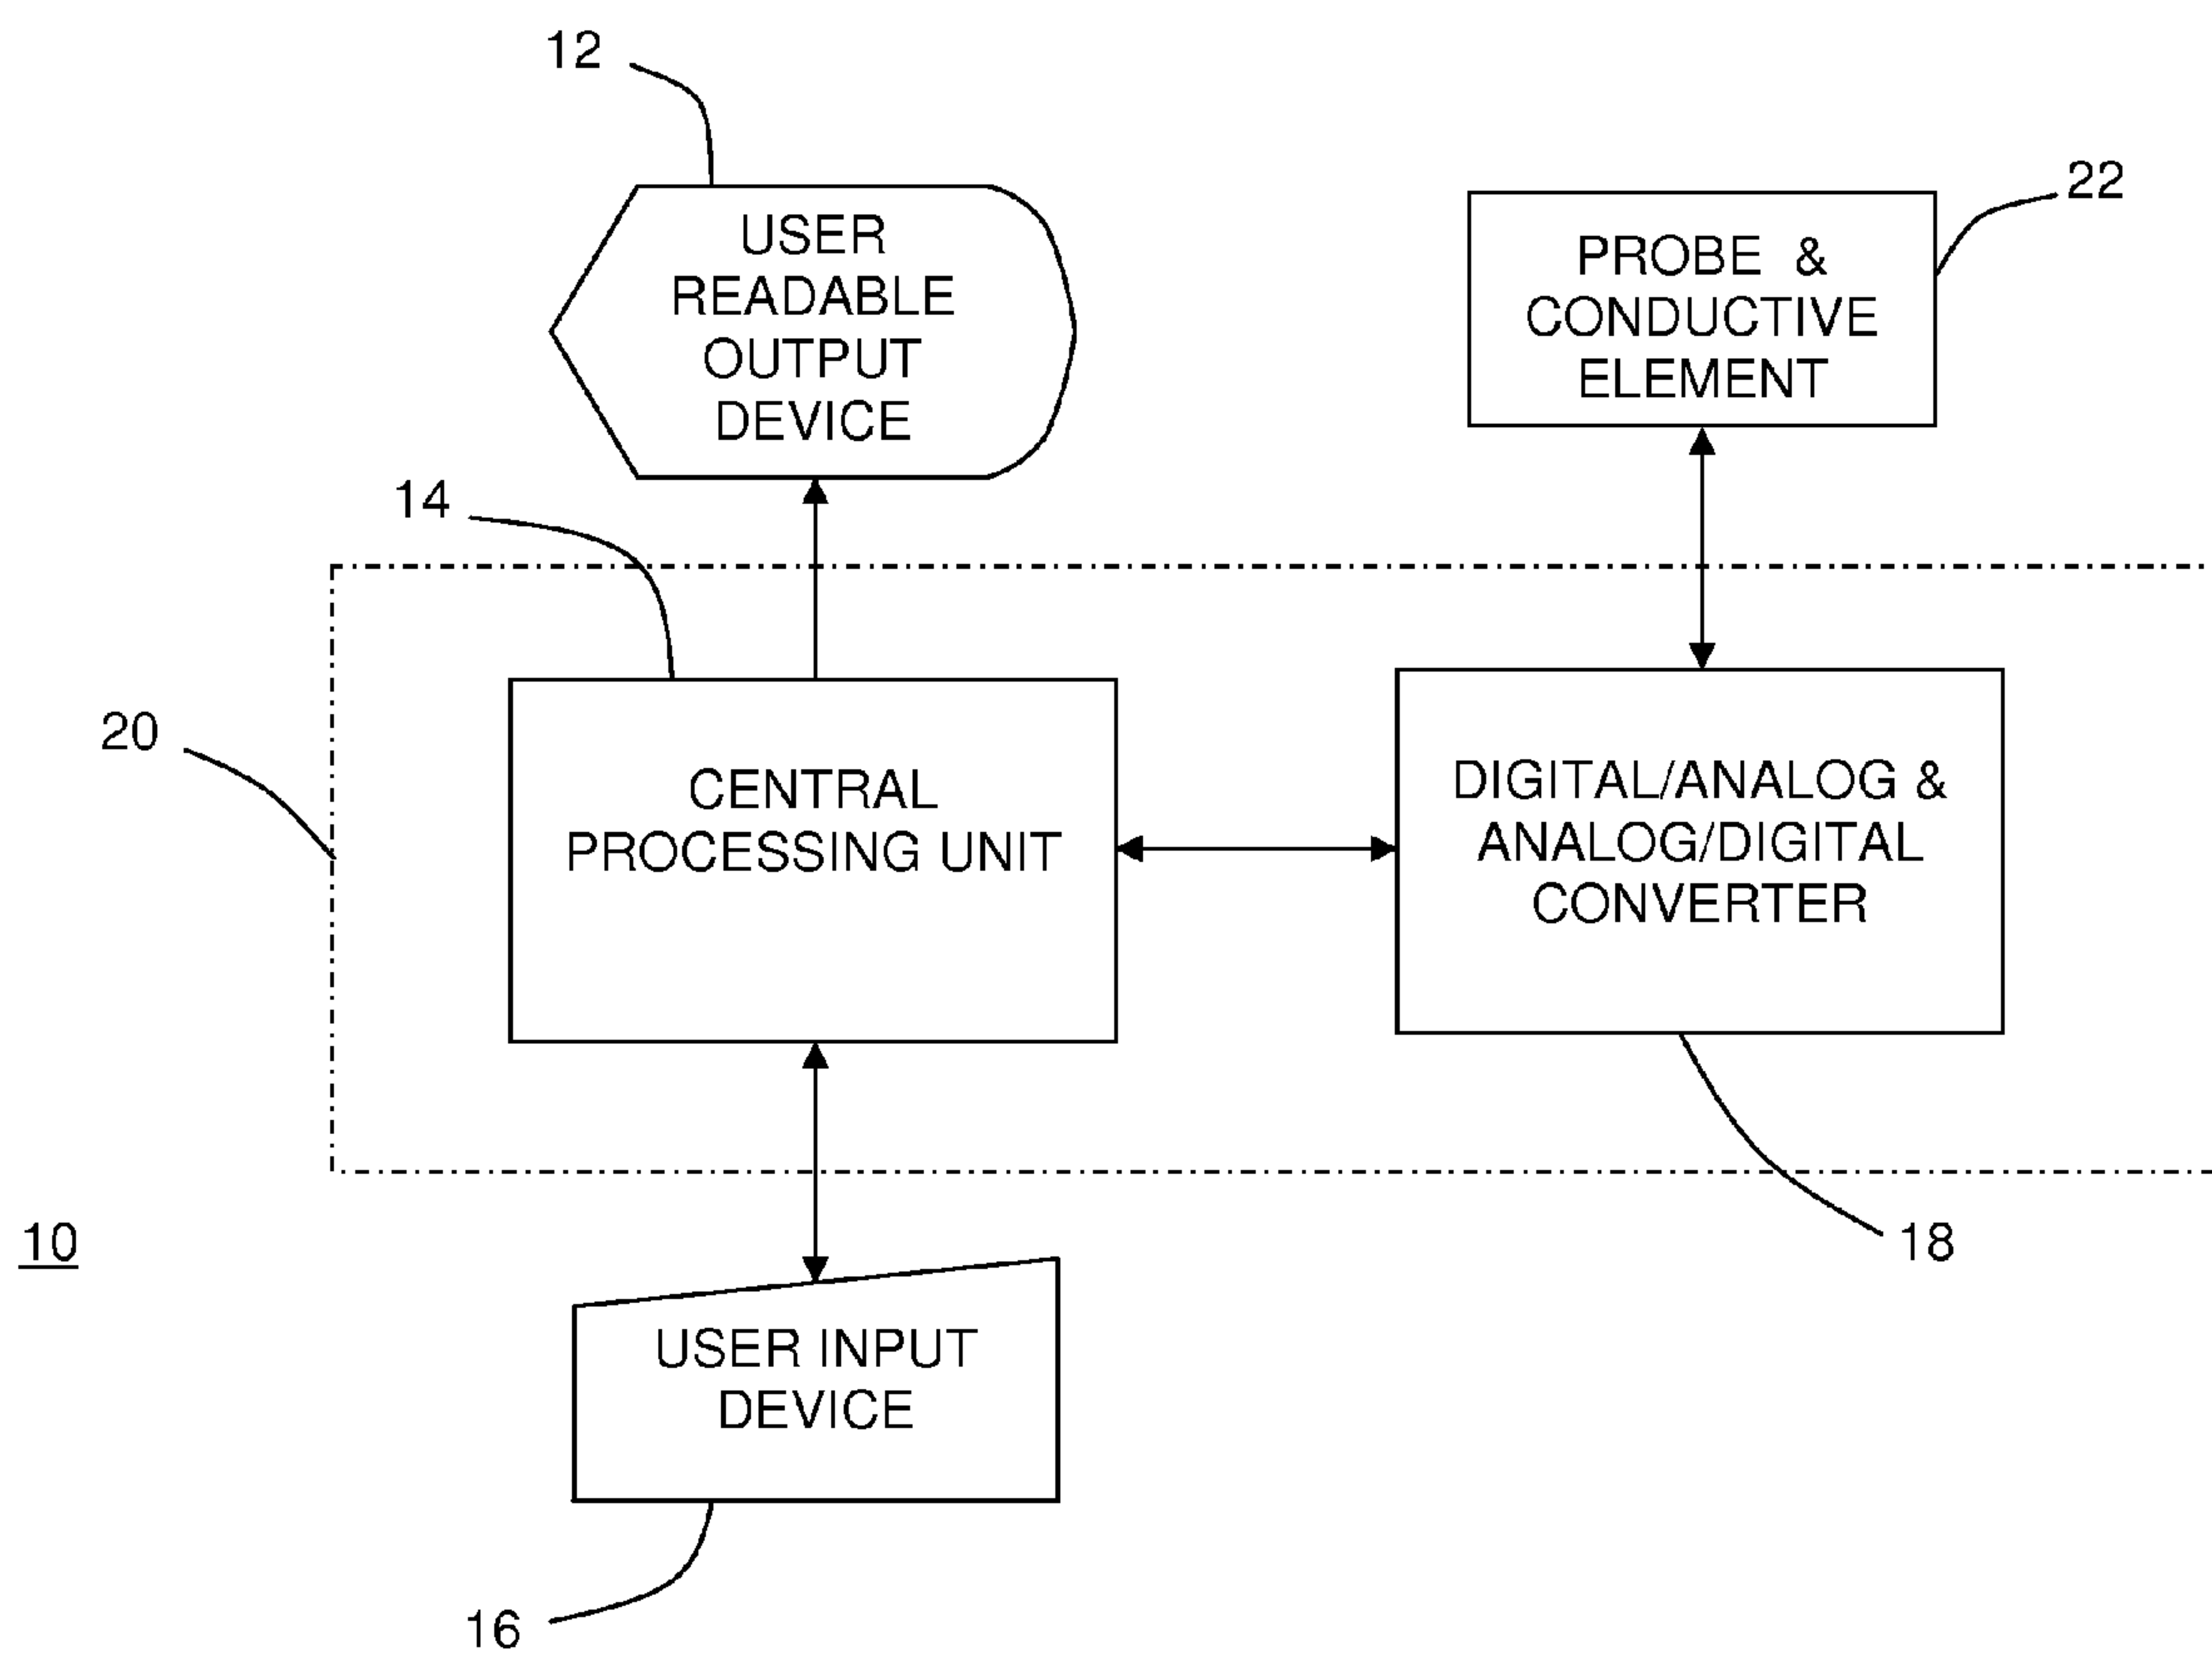 12
22
USER
READABLE
OUTPUT
DEVICE
PROBE &
CONDUCTIVE
ELEMENT
14
20
CENTRAL
PROCESSING UNIT
DIGITAL/ANALOG &
ANALOG/DIGITAL
CONVERTER
10
18
USER INPUT
DEVICE
16